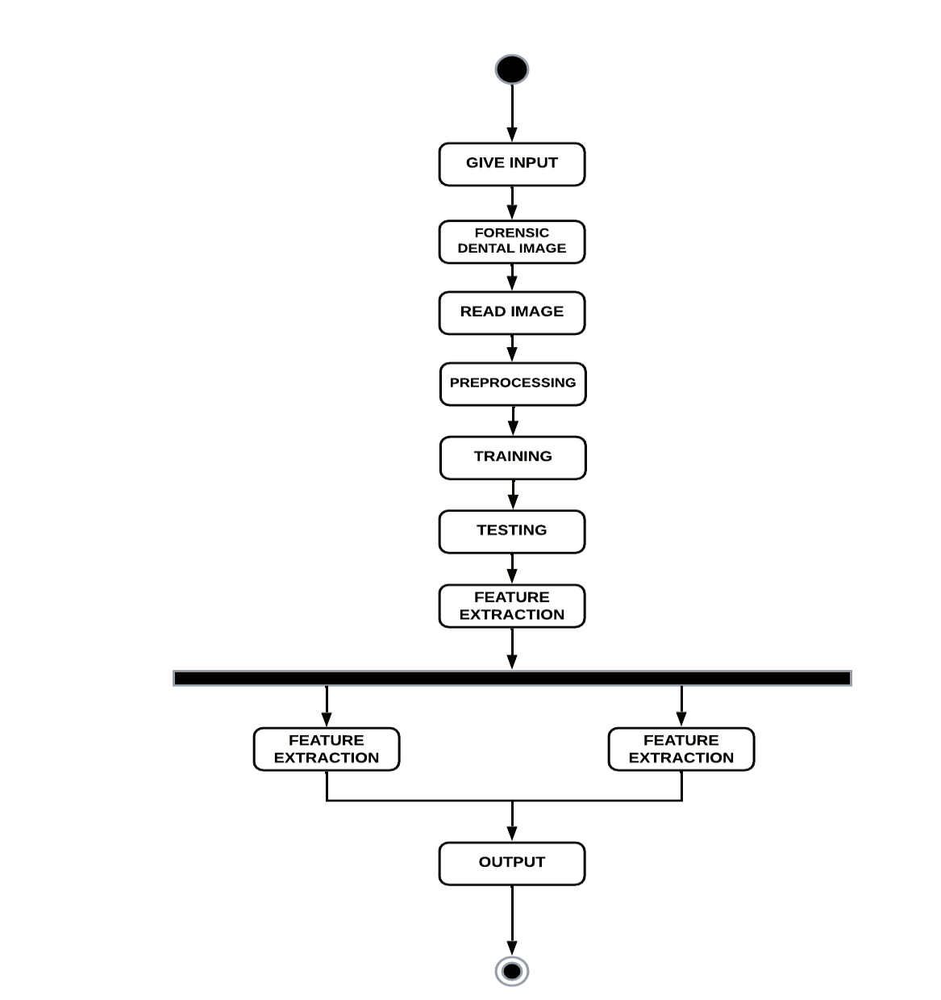 GIVE INPUT
FORENSIC
DENTAL IMAGE
READ IMAGE
PREPROCESSING
TRAINING
TESTING
FEATURE
EXTRACTION
FEATURE
EXTRACTION
FEATURE
EXTRACTION
OUTPUT